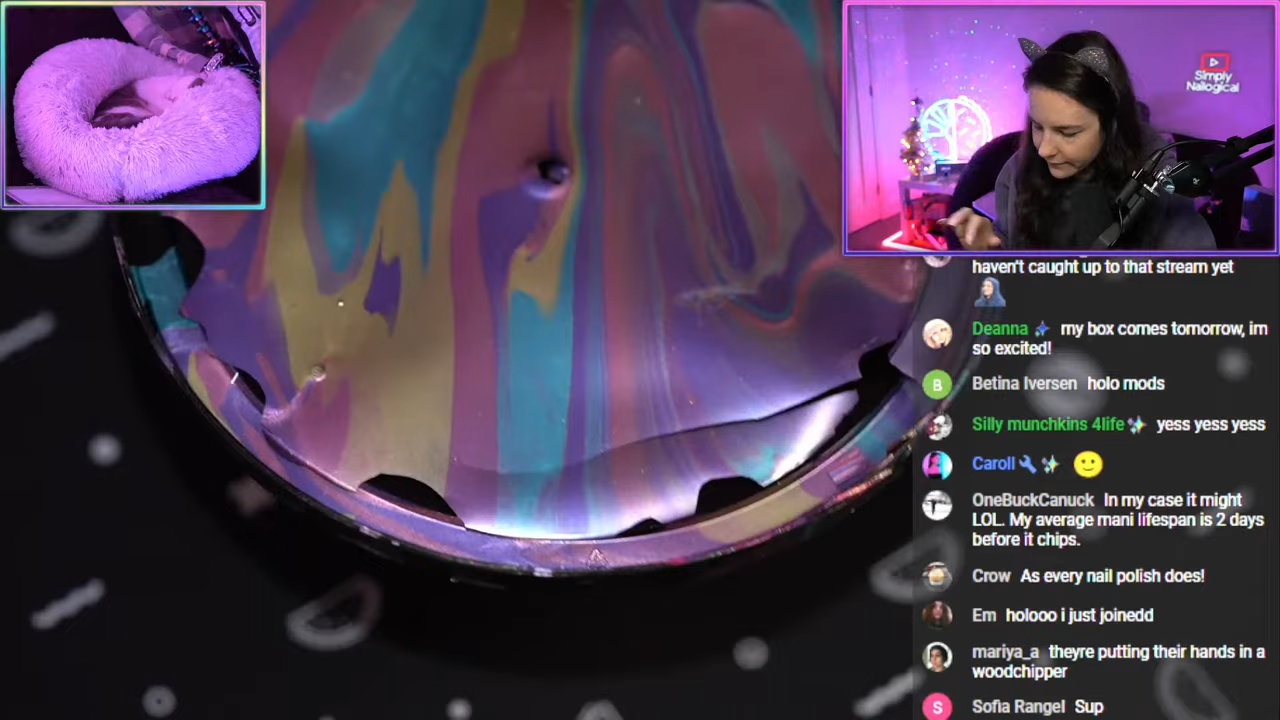 Simply
Nailogical
haven't caught up to that stream yet
Deanna my box comes tomorrow, im
so excited!
Betina Iversen holo mods
B
Silly munchkins 4life yess yess yess
Caroll
OneBuckCanuck In my case it might
LOL. My average mani lifespan is 2 days
before it chips.
Crow As every nail polish does!
Em holooo i just joinedd
mariya_a theyre putting their hands in a
woodchipper
S
Sofia Rangel Sup